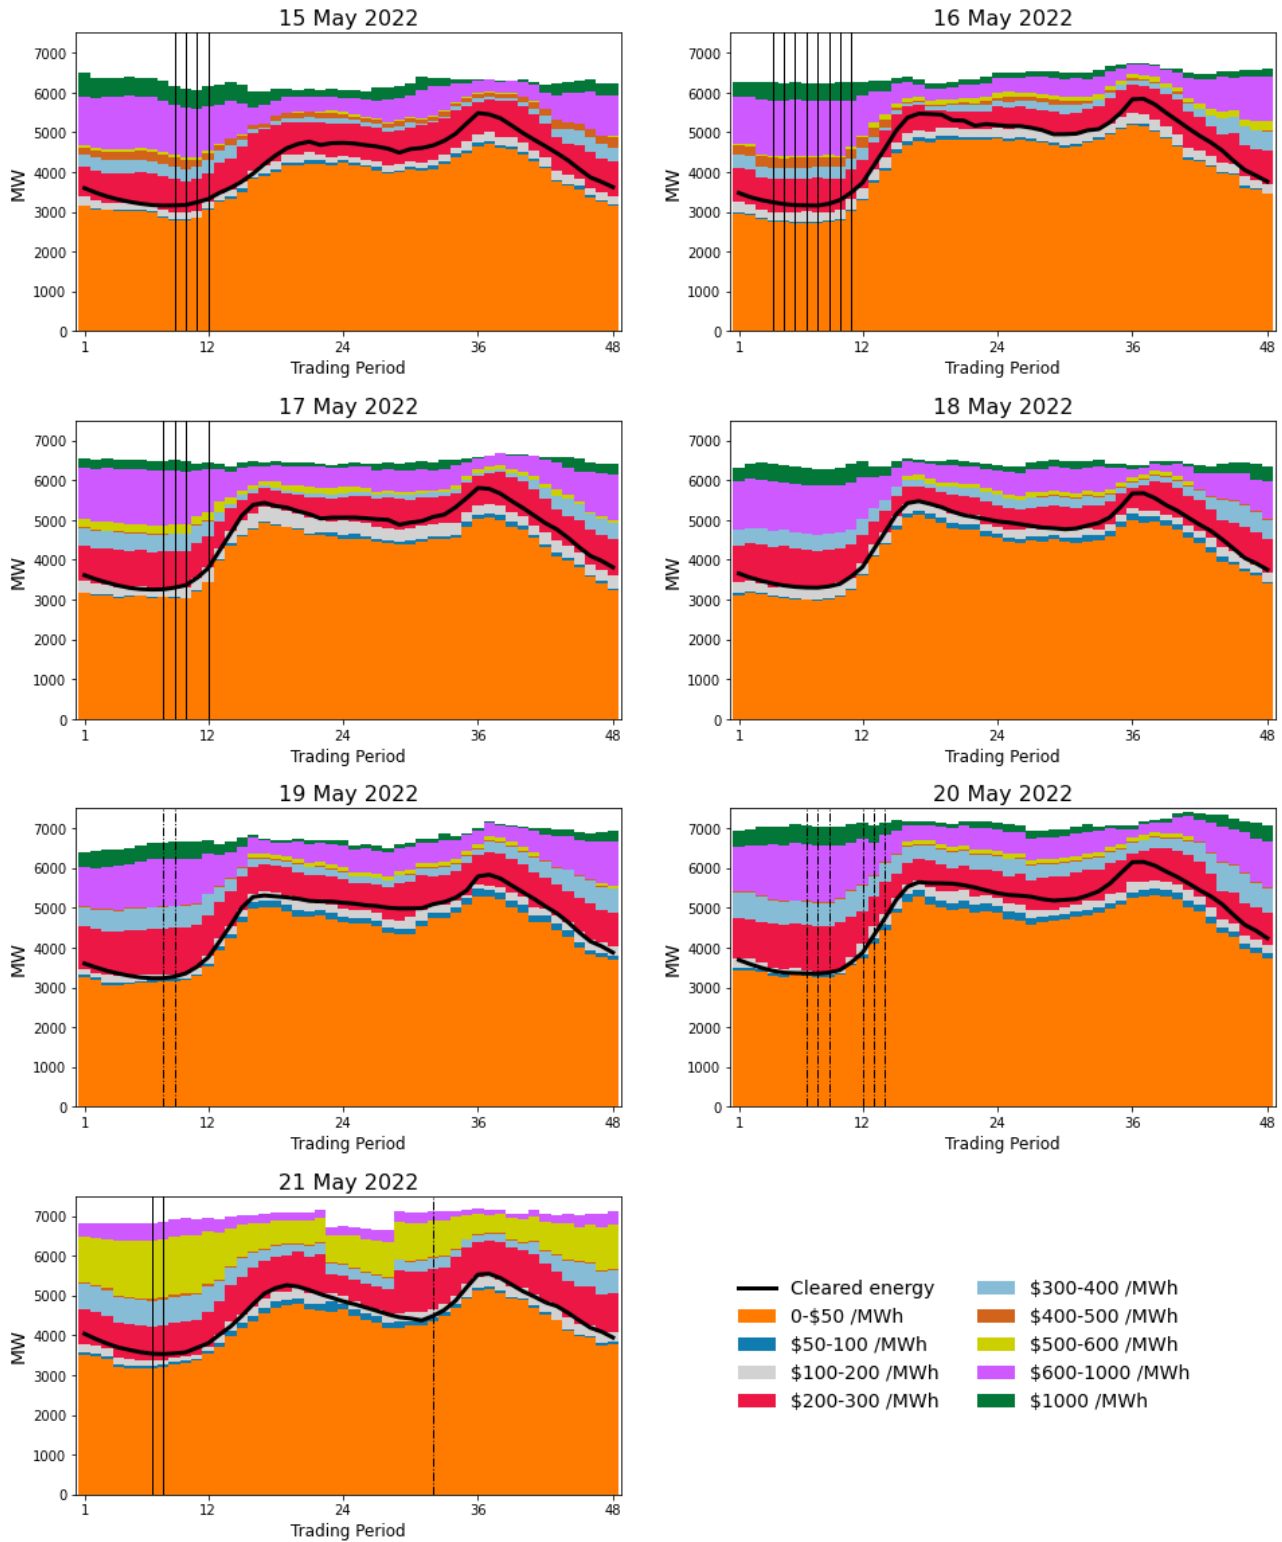 15 May 2022
7000
6000
5000
4000
3000
2000
1000
0
MW
1 12 24 36 48
Trading Period
16 May 2022
7000
6000
5000
4000
3000
2000
1000
0
MW
1 12 24 36 48
Trading Period
17 May 2022
7000
6000
5000
4000
3000
2000
1000
0
MW
1 12 24 36 48
Trading Period
18 May 2022
7000
6000
5000
4000
3000
2000
1000
0
MW
1 12 24 36 48
Trading Period
19 May 2022
7000
6000
5000
4000
3000
2000
1000
0
MW
1 12 24 36 48
Trading Period
20 May 2022
7000
6000
5000
4000
3000
2000
1000
0
MW
1 12 24 36 48
Trading Period
21 May 2022
7000
6000
5000
4000
3000
2000
1000
0
MW
1 12 24 36 48
Trading Period
Cleared energy
0-$50 /MWh
$50-100 /MWh
$100-200 /MWh
$200-300 /MWh
$300-400 /MWh
$400-500 /MWh
$500-600 /MWh
$600-1000 /MWh
$1000 /MWh